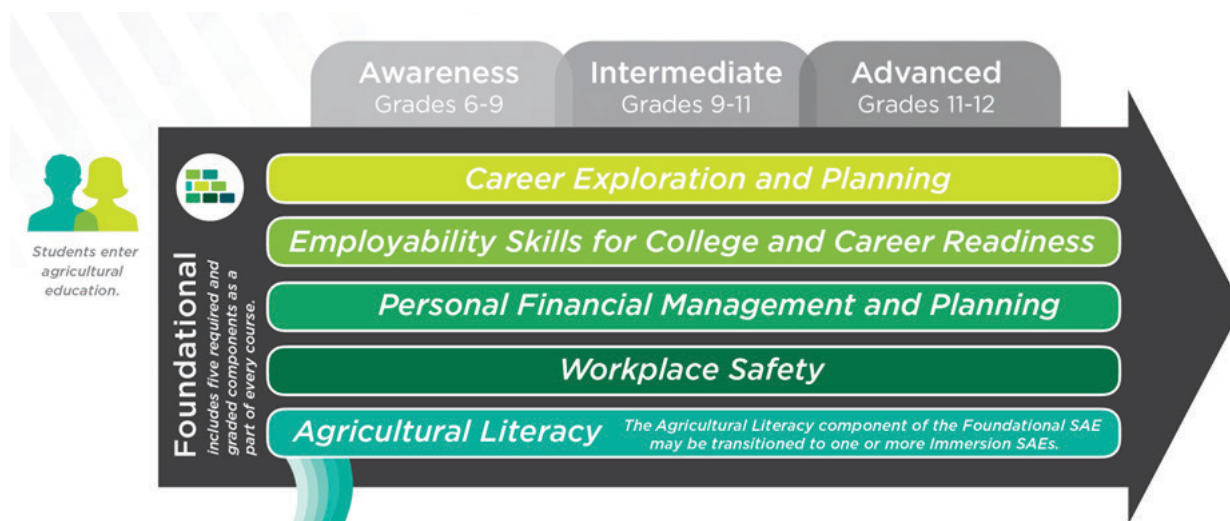 Awareness
Grades 6-9
Intermediate
Grades 9-11
Advanced
Grades 11-12
Students enter
agricultural
education.
Foundational
includes five required and
graded components as a
part of every course.
Career Exploration and Planning
Employability Skills for College and Career Readiness
Personal Financial Management and Planning
Workplace Safety
Agricultural Literacy
The Agricultural Literacy component of the Foundational SAE
may be transitioned to one or more Immersion SAEs.